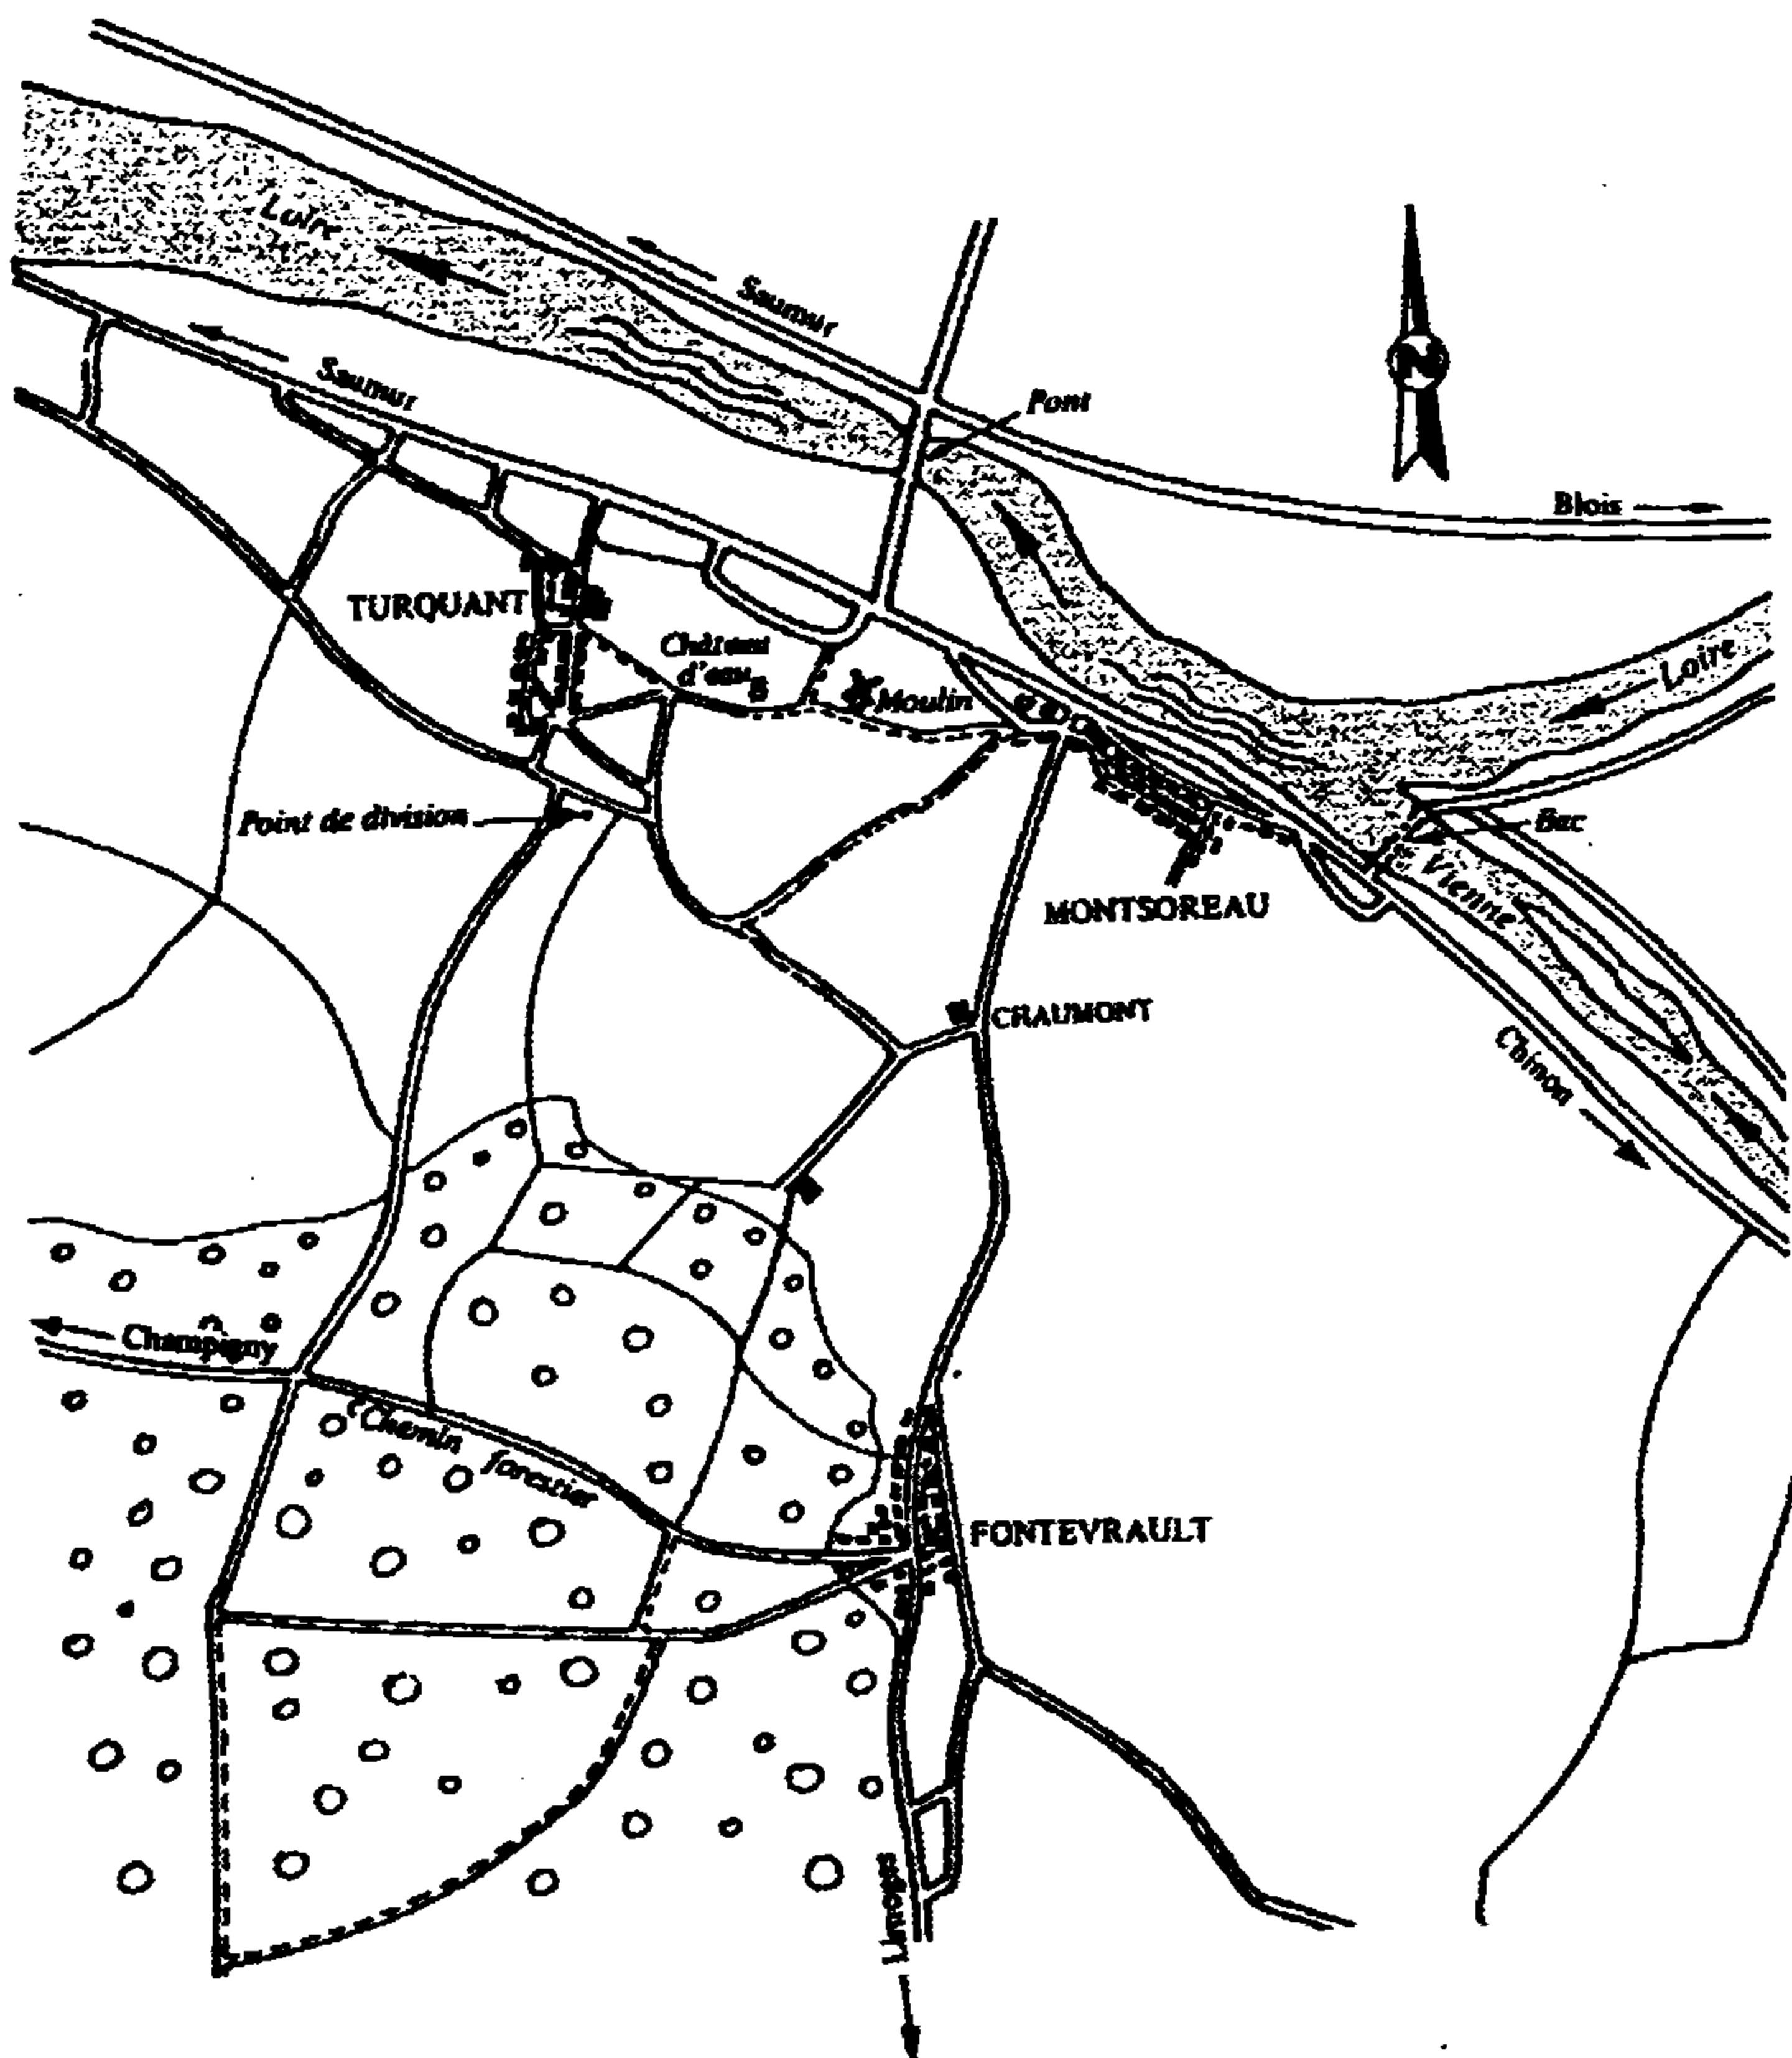 Loire
Saumur
Saumur
N
Pont
Blois
TURQUANT
Château
d'eau
Moulin
Loire
Point de division
Bac
Vienne
MONTSOREAU
CHAUMONT
Chinon
Champigny
Chemin
forestier
FONTEVRAULT